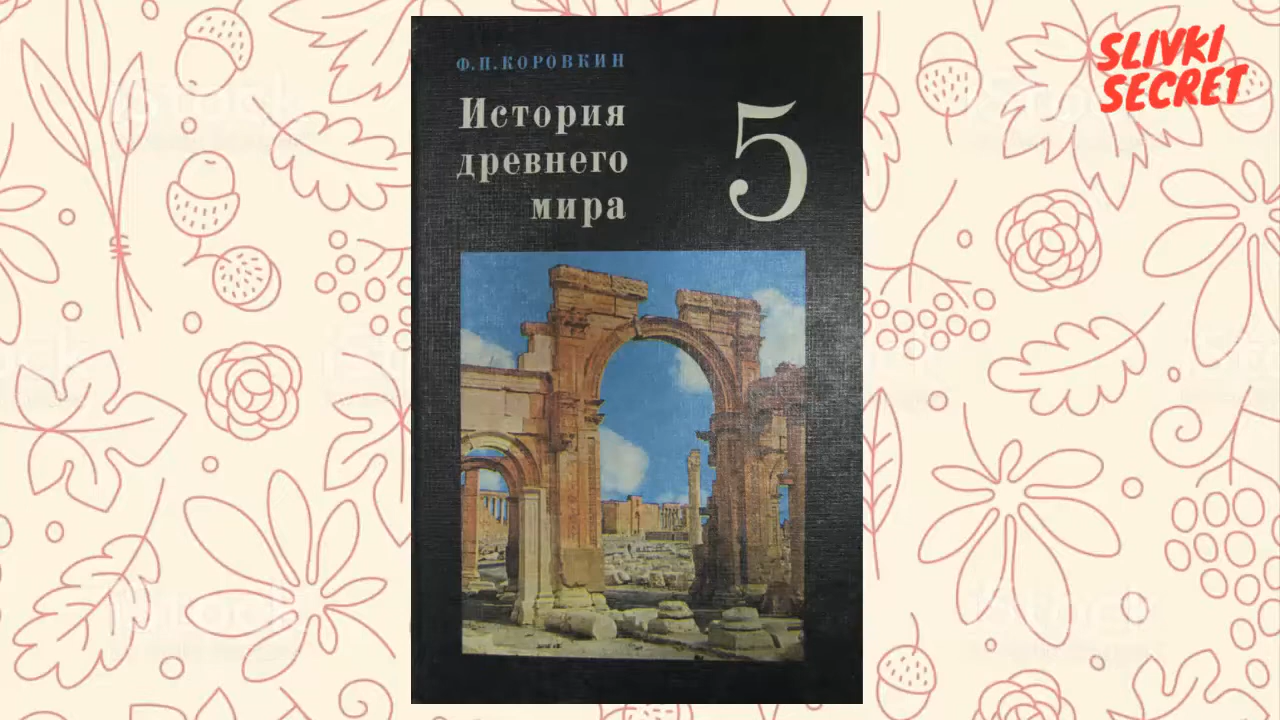 Ф. П. КОРОВКИН
История
древнего
мира
5
SLIVKI
SECRET